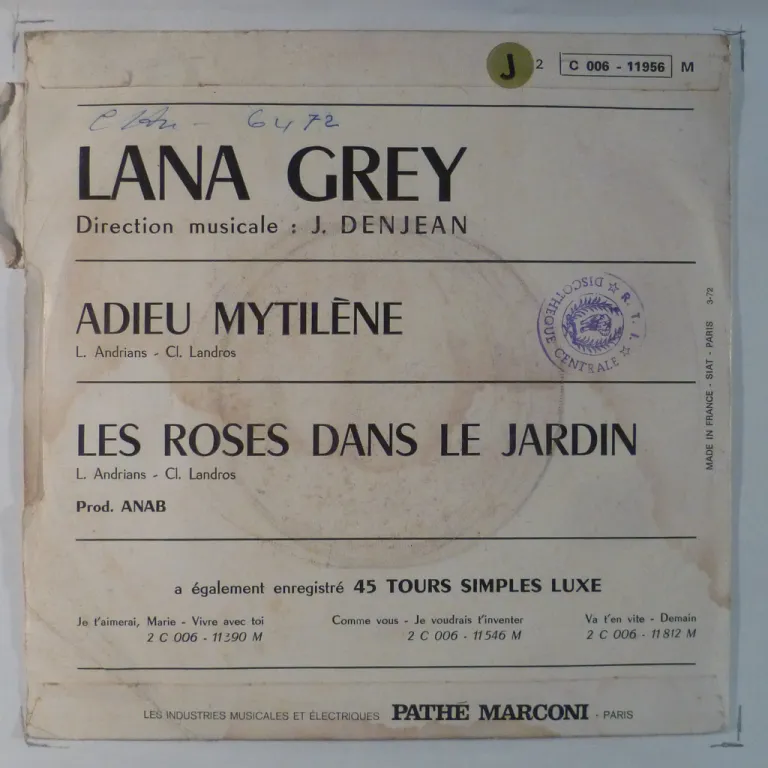 J 2 C 006 - 11956 M
6472
LANA GREY
Direction musicale : J. DENJEAN
ADIEU MYTILÈNE
L. Andrians - Cl. Landros
R. T. I. ☆ DISCOTHEQUE CENTRALE ☆
LES ROSES DANS LE JARDIN
L. Andrians - Cl. Landros
Prod. ANAB
MADE IN FRANCE - SIAT - PARIS 3-72
a également enregistré 45 TOURS SIMPLES LUXE
Je t'aimerai, Marie - Vivre avec toi
2 C 006 - 11390 M
Comme vous - Je voudrais t'inventer
2 C 006 - 11546 M
Va t'en vite - Demain
2 C 006 - 11812 M
LES INDUSTRIES MUSICALES ET ÉLECTRIQUES PATHÉ MARCONI - PARIS